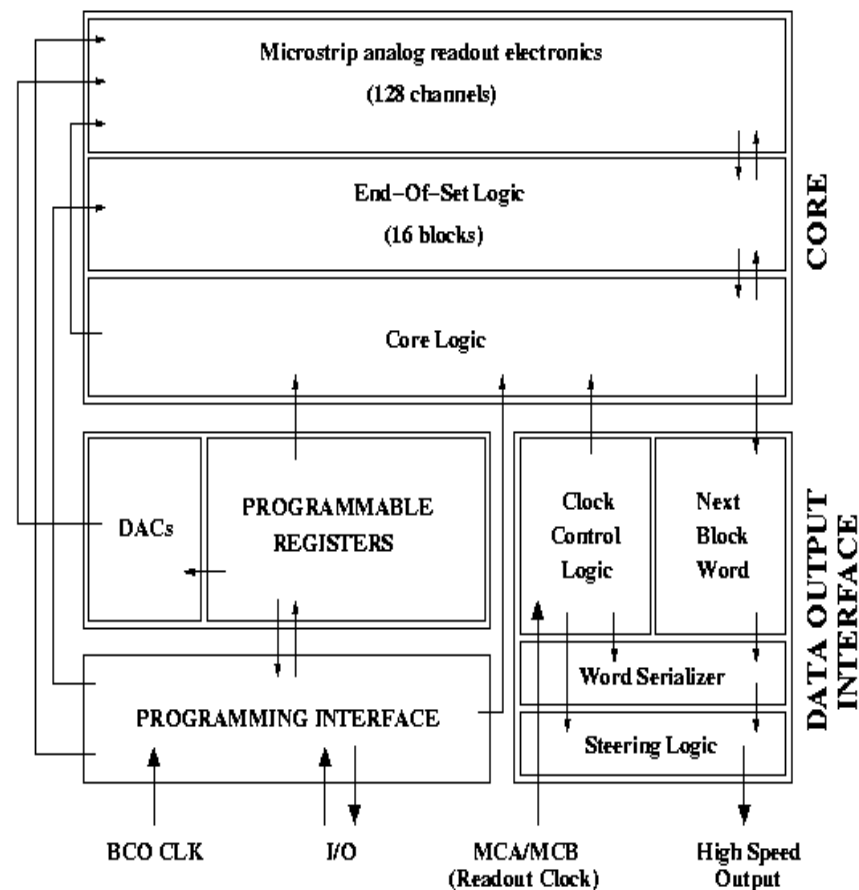 Microstrip analog readout electronics
(128 channels)
End-Of-Set Logic
(16 blocks)
Core Logic
CORE
DACs
PROGRAMMABLE
REGISTERS
Clock
Control
Logic
Next
Block
Word
Word Serializer
Steering Logic
DATA OUTPUT
INTERFACE
PROGRAMMING INTERFACE
BCO CLK
I/O
MCA/MCB
(Readout Clock)
High Speed
Output